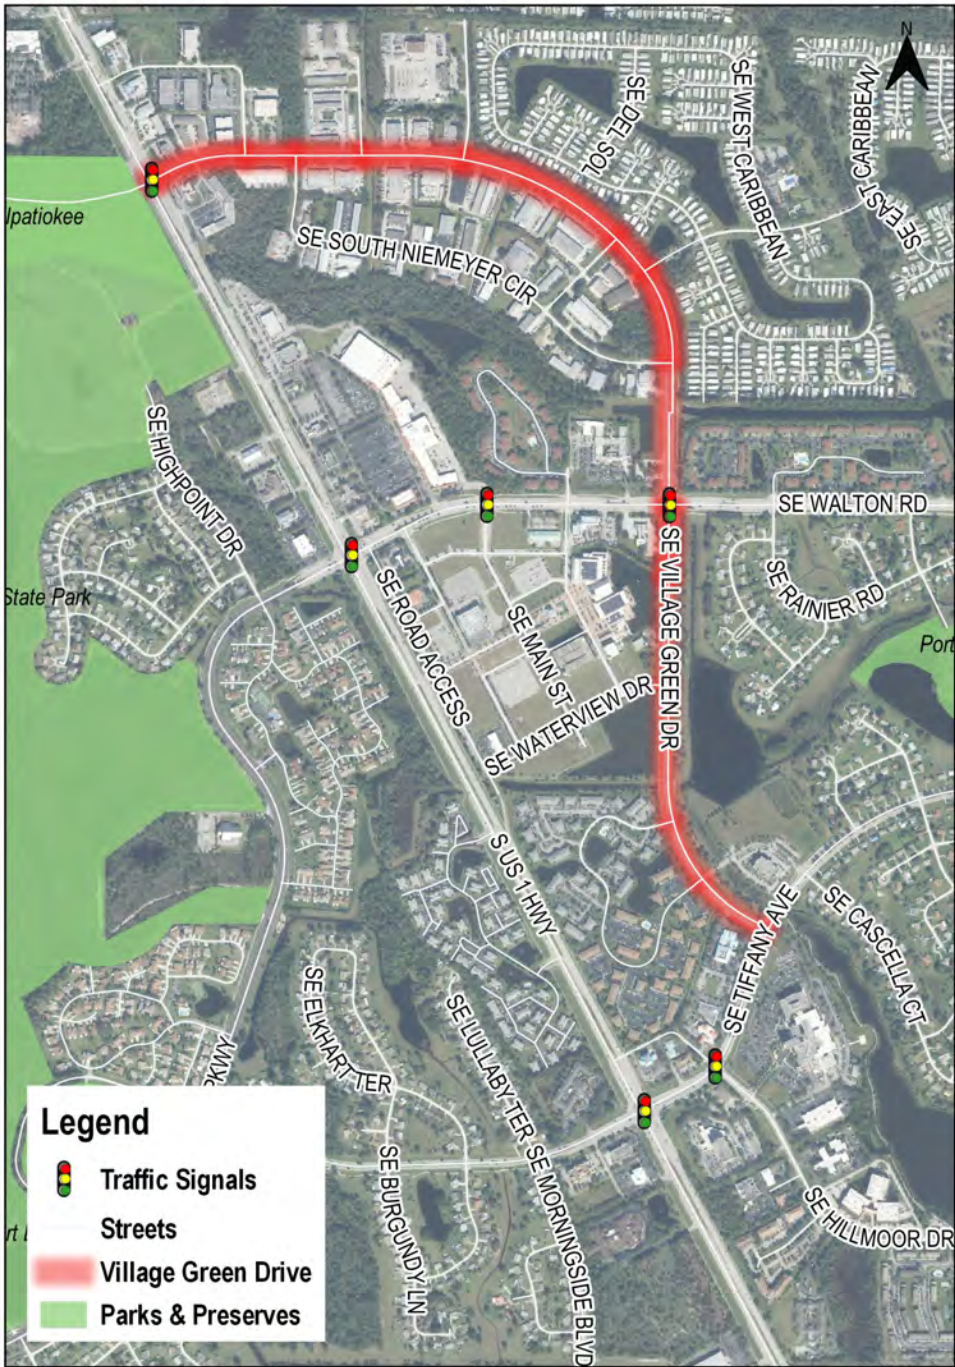 N
SE DEL SOL
SE WEST CARIBBEAN
SE EAST CARIBBEAN
lpatiokee
SE SOUTH NIEMEYER CIR
SE HIGHPOINT DR
SE WALTON RD
SE ROAD ACCESS
SE MAIN ST
SE VILLAGE GREEN DR
SE RAINIER RD
State Park
Port
SE WATERVIEW DR
S US 1 HWY
SE TIFFANY AVE
SE CASCELLA CT
SE ELKHART TER
SE LULLABY TER
SE MORNINGSIDE BLVD
PKWY
SE BURGUNDY LN
SE HILLMOOR DR
rt L
Legend
Traffic Signals
Streets
Village Green Drive
Parks & Preserves